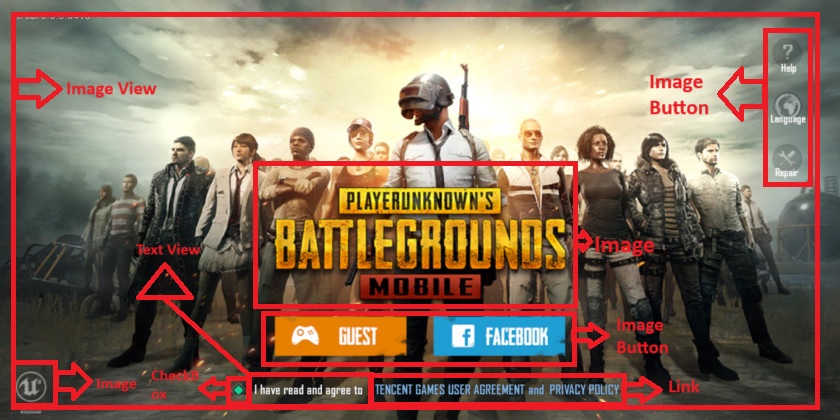 Help
Image View
Image
Button
Language
Repair
PLAYERUNKNOWN'S
BATTLEGROUNDS
MOBILE
Text View
Image
GUEST
FACEBOOK
Image
Button
Image
CheckB
ox
I have read and agree to TENCENT GAMES USER AGREEMENT and PRIVACY POLICY
Link